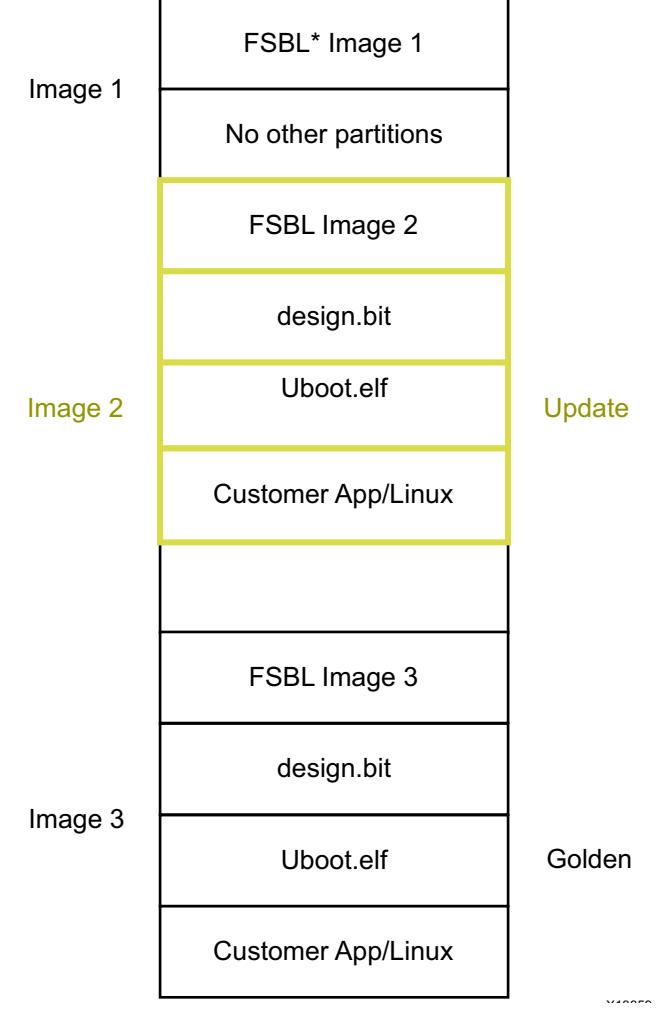 FSBL* Image 1
Image 1
No other partitions
FSBL Image 2
design.bit
Uboot.elf
Image 2
Update
Customer App/Linux
FSBL Image 3
design.bit
Image 3
Uboot.elf
Golden
Customer App/Linux